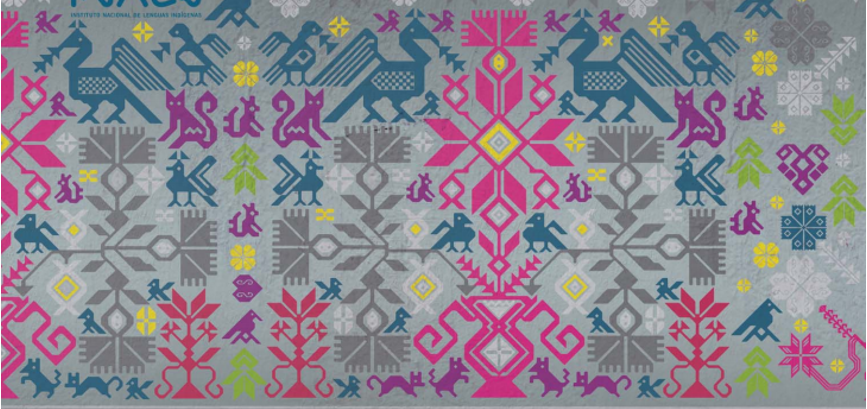 INSTITUTO NACIONAL DE LENGUAS INDÍGENAS